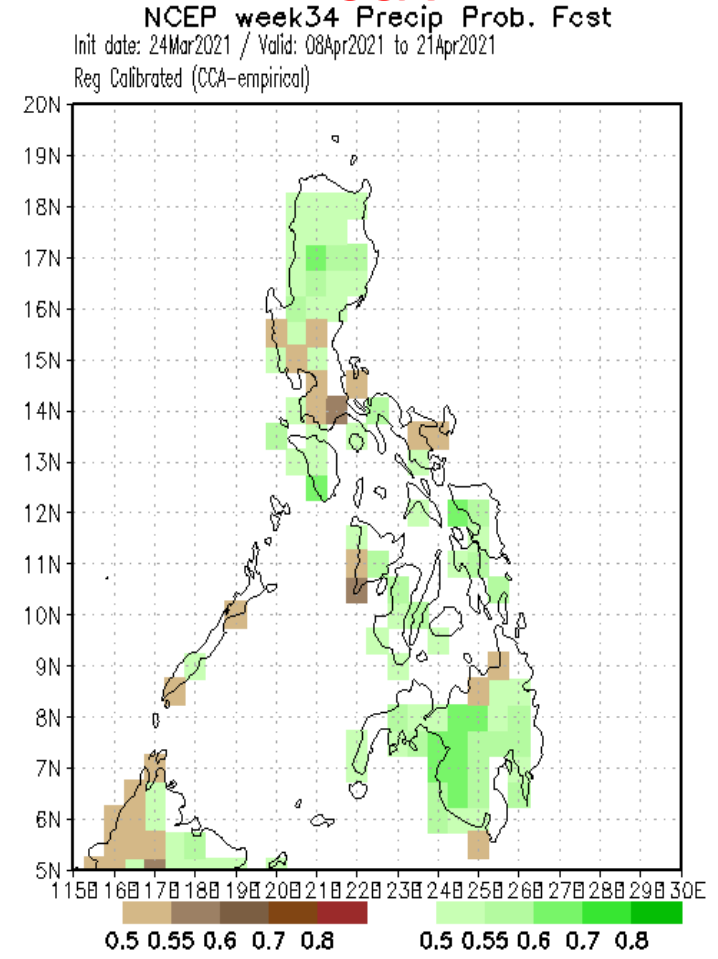 NCEP week34 Precip Prob. Fcst
Init date: 24Mar2021 / Valid: 08Apr2021 to 21Apr2021
Reg Calibrated (CCA-empirical)
20N
19N
18N
17N
16N
15N
14N
13N
12N
11N
10N
9N
8N
7N
6N
5N
115E 116E 117E 118E 119E 120E 121E 122E 123E 124E 125E 126E 127E 128E 129E 130E
0.5 0.55 0.6 0.7 0.8 0.5 0.55 0.6 0.7 0.8